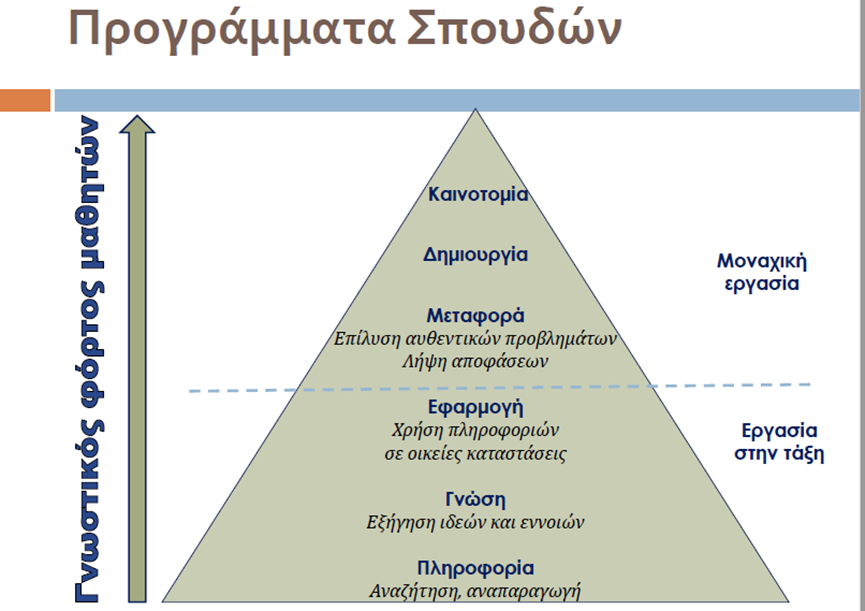 Προγράμματα Σπουδών
Γνωστικός φόρτος μαθητών
Καινοτομία
Δημιουργία
Μεταφορά
Επίλυση αυθεντικών προβλημάτων
Λήψη αποφάσεων
Μοναχική
εργασία
Εφαρμογή
Χρήση πληροφοριών
σε οικείες καταστάσεις
Γνώση
Εξήγηση ιδεών και εννοιών
Πληροφορία
Αναζήτηση, αναπαραγωγή
Εργασία
στην τάξη